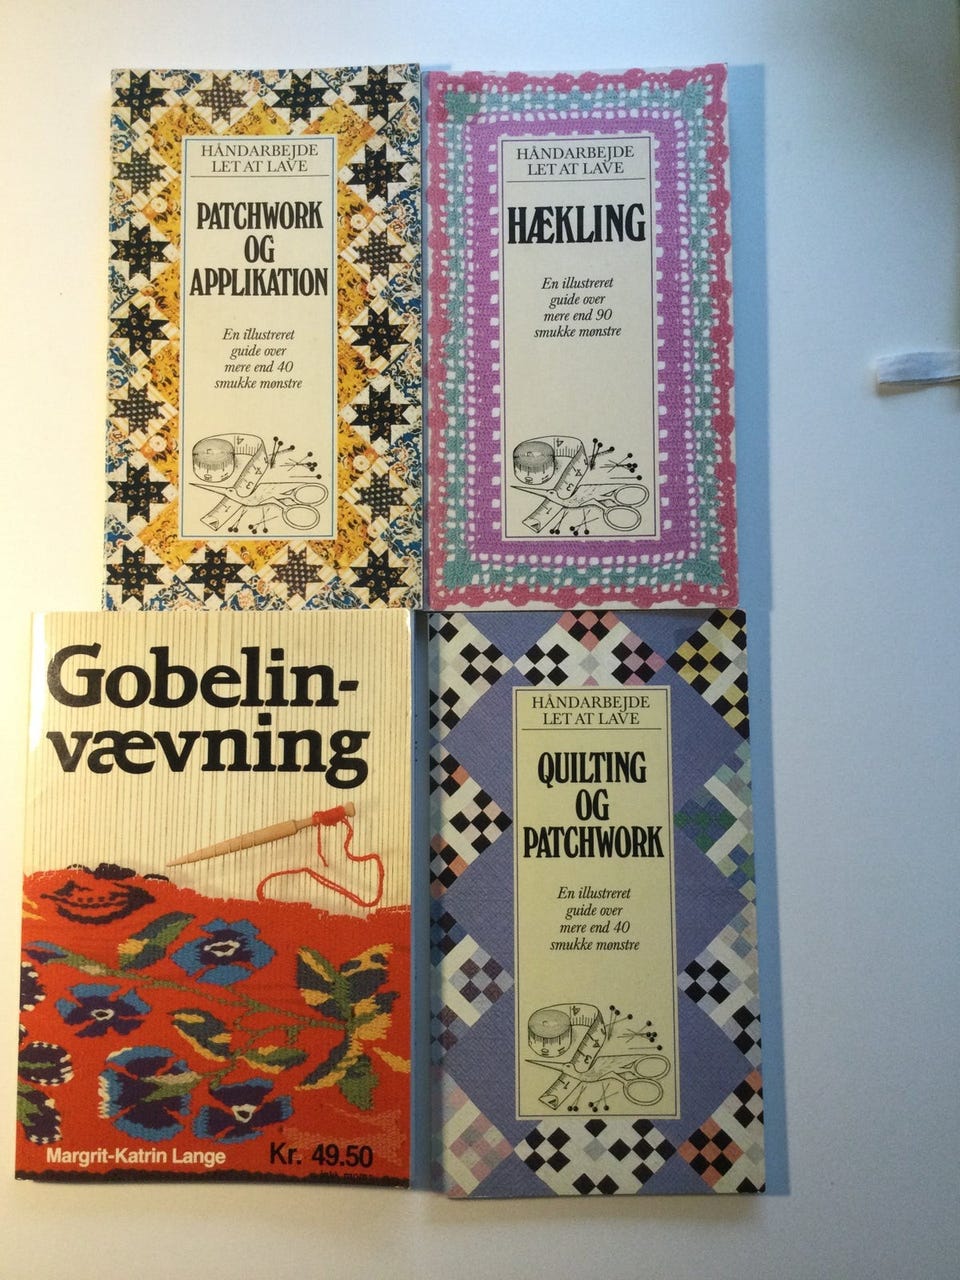 HÅNDARBEJDE
LET AT LAVE
PATCHWORK
OG
APPLIKATION
En illustreret
guide over
mere end 40
smukke mønstre
HÅNDARBEJDE
LET AT LAVE
HÆKLING
En illustreret
guide over
mere end 90
smukke mønstre
Gobelin-
vævning
Margrit-Katrin Lange
Kr. 49.50
HÅNDARBEJDE
LET AT LAVE
QUILTING
OG
PATCHWORK
En illustreret
guide over
mere end 40
smukke mønstre